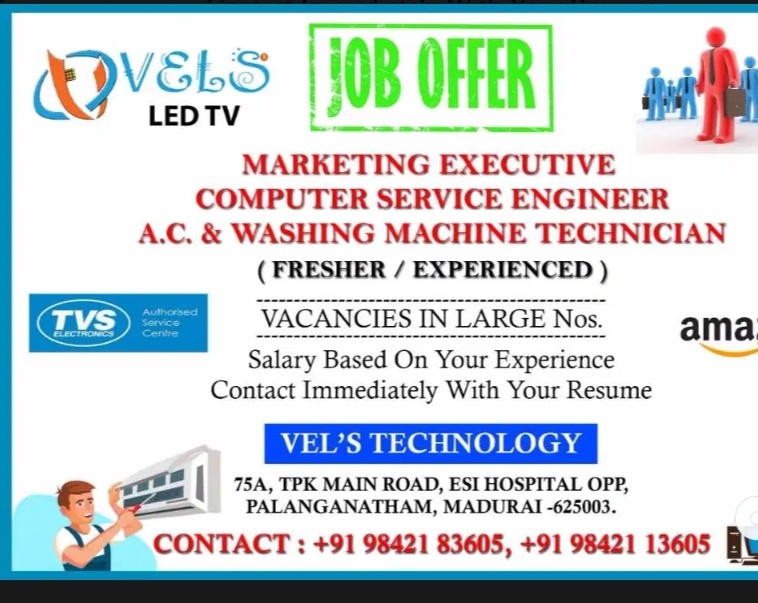 VELS
LED TV
JOB OFFER
MARKETING EXECUTIVE
COMPUTER SERVICE ENGINEER
A.C. & WASHING MACHINE TECHNICIAN
( FRESHER / EXPERIENCED )
TVS
ELECTRONICS
Authorised
Service
Centre
VACANCIES IN LARGE Nos.
Salary Based On Your Experience
Contact Immediately With Your Resume
VEL'S TECHNOLOGY
75A, TPK MAIN ROAD, ESI HOSPITAL OPP,
PALANGANATHAM, MADURAI -625003.
CONTACT : +91 98421 83605, +91 98421 13605